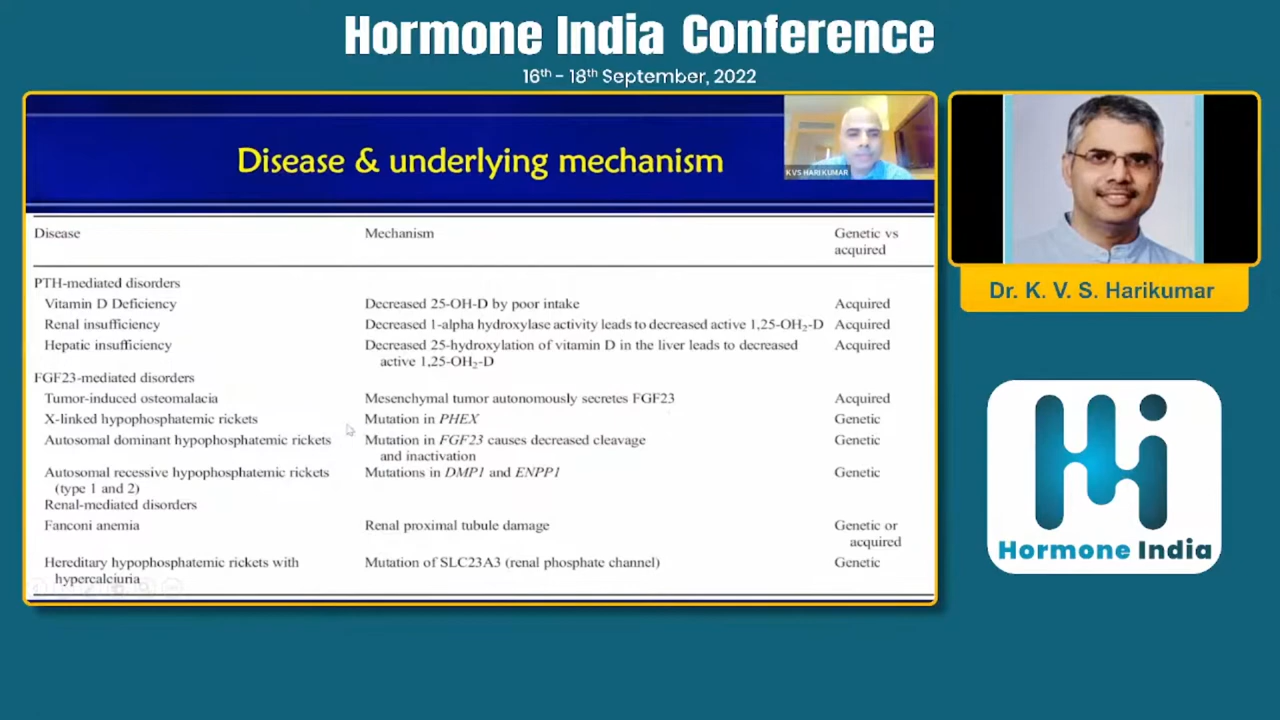 Hormone India Conference
16th - 18th September, 2022
Disease & underlying mechanism
K V S HARIKUMAR
Disease Mechanism Genetic vs
acquired
PTH-mediated disorders
Vitamin D Deficiency Decreased 25-OH-D by poor intake Acquired
Renal insufficiency Decreased 1-alpha hydroxylase activity leads to decreased active 1,25-OH2-D Acquired
Hepatic insufficiency Decreased 25-hydroxylation of vitamin D in the liver leads to decreased Acquired
active 1,25-OH2-D
FGF23-mediated disorders
Tumor-induced osteomalacia Mesenchymal tumor autonomously secretes FGF23 Acquired
X-linked hypophosphatemic rickets Mutation in PHEX Genetic
Autosomal dominant hypophosphatemic rickets Mutation in FGF23 causes decreased cleavage Genetic
and inactivation
Autosomal recessive hypophosphatemic rickets Mutations in DMP1 and ENPP1 Genetic
(type 1 and 2)
Renal-mediated disorders
Fanconi anemia Renal proximal tubule damage Genetic or
acquired
Hereditary hypophosphatemic rickets with Mutation of SLC23A3 (renal phosphate channel) Genetic
hypercalciuria
Dr. K. V. S. Harikumar
Hormone India